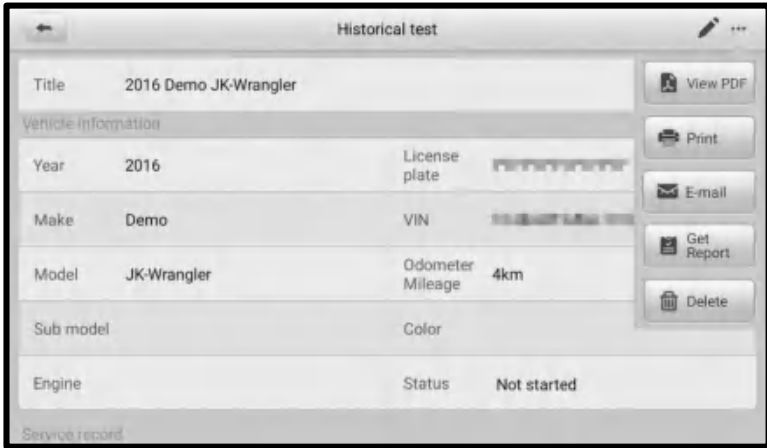 Historical test
Title 2016 Demo JK-Wrangler
View PDF
Vehicle information
Print
Year 2016 License plate
E-mail
Make Demo VIN
Get Report
Model JK-Wrangler Odometer Mileage 4km
Delete
Sub model Color
Engine Status Not started
Service record